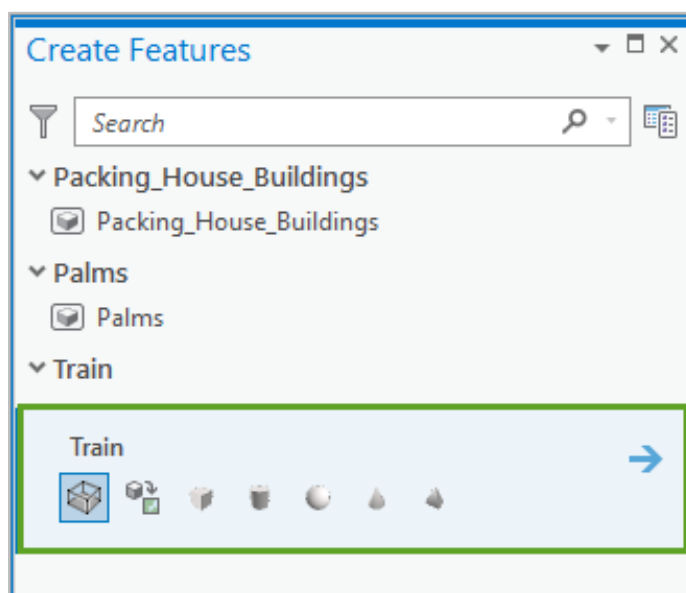 Create Features
Search
Packing_House_Buildings
Packing_House_Buildings
Palms
Palms
Train
Train